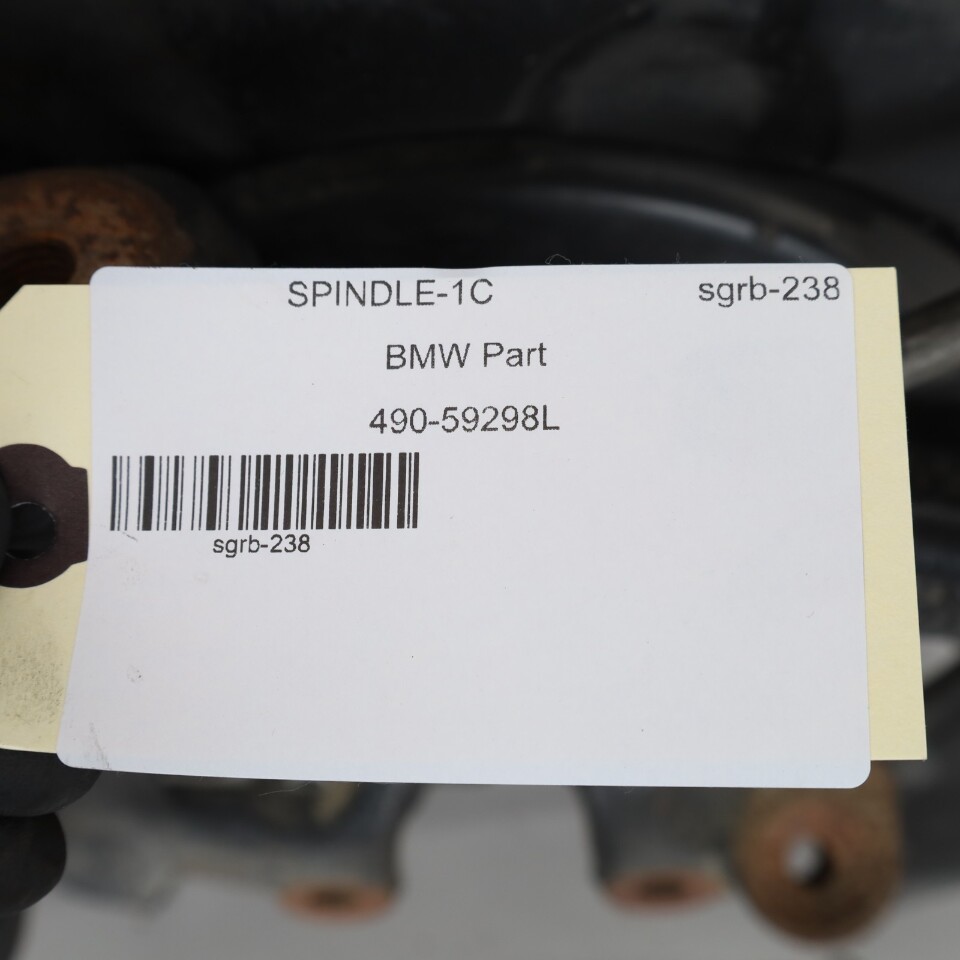 SPINDLE-1C sgrb-238
BMW Part
490-59298L
sgrb-238